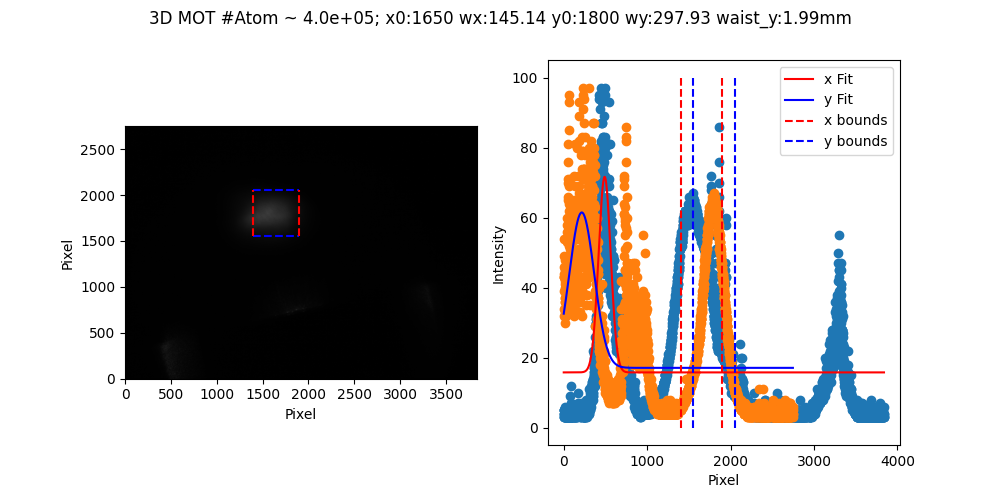 3D MOT #Atom ~ 4.0e+05; x0:1650 wx:145.14 y0:1800 wy:297.93 waist_y:1.99mm
2500
2000
1500
1000
500
0
Pixel
0 500 1000 1500 2000 2500 3000 3500
Pixel
100
80
60
40
20
0
Intensity
0 1000 2000 3000 4000
Pixel
x Fit
y Fit
x bounds
y bounds